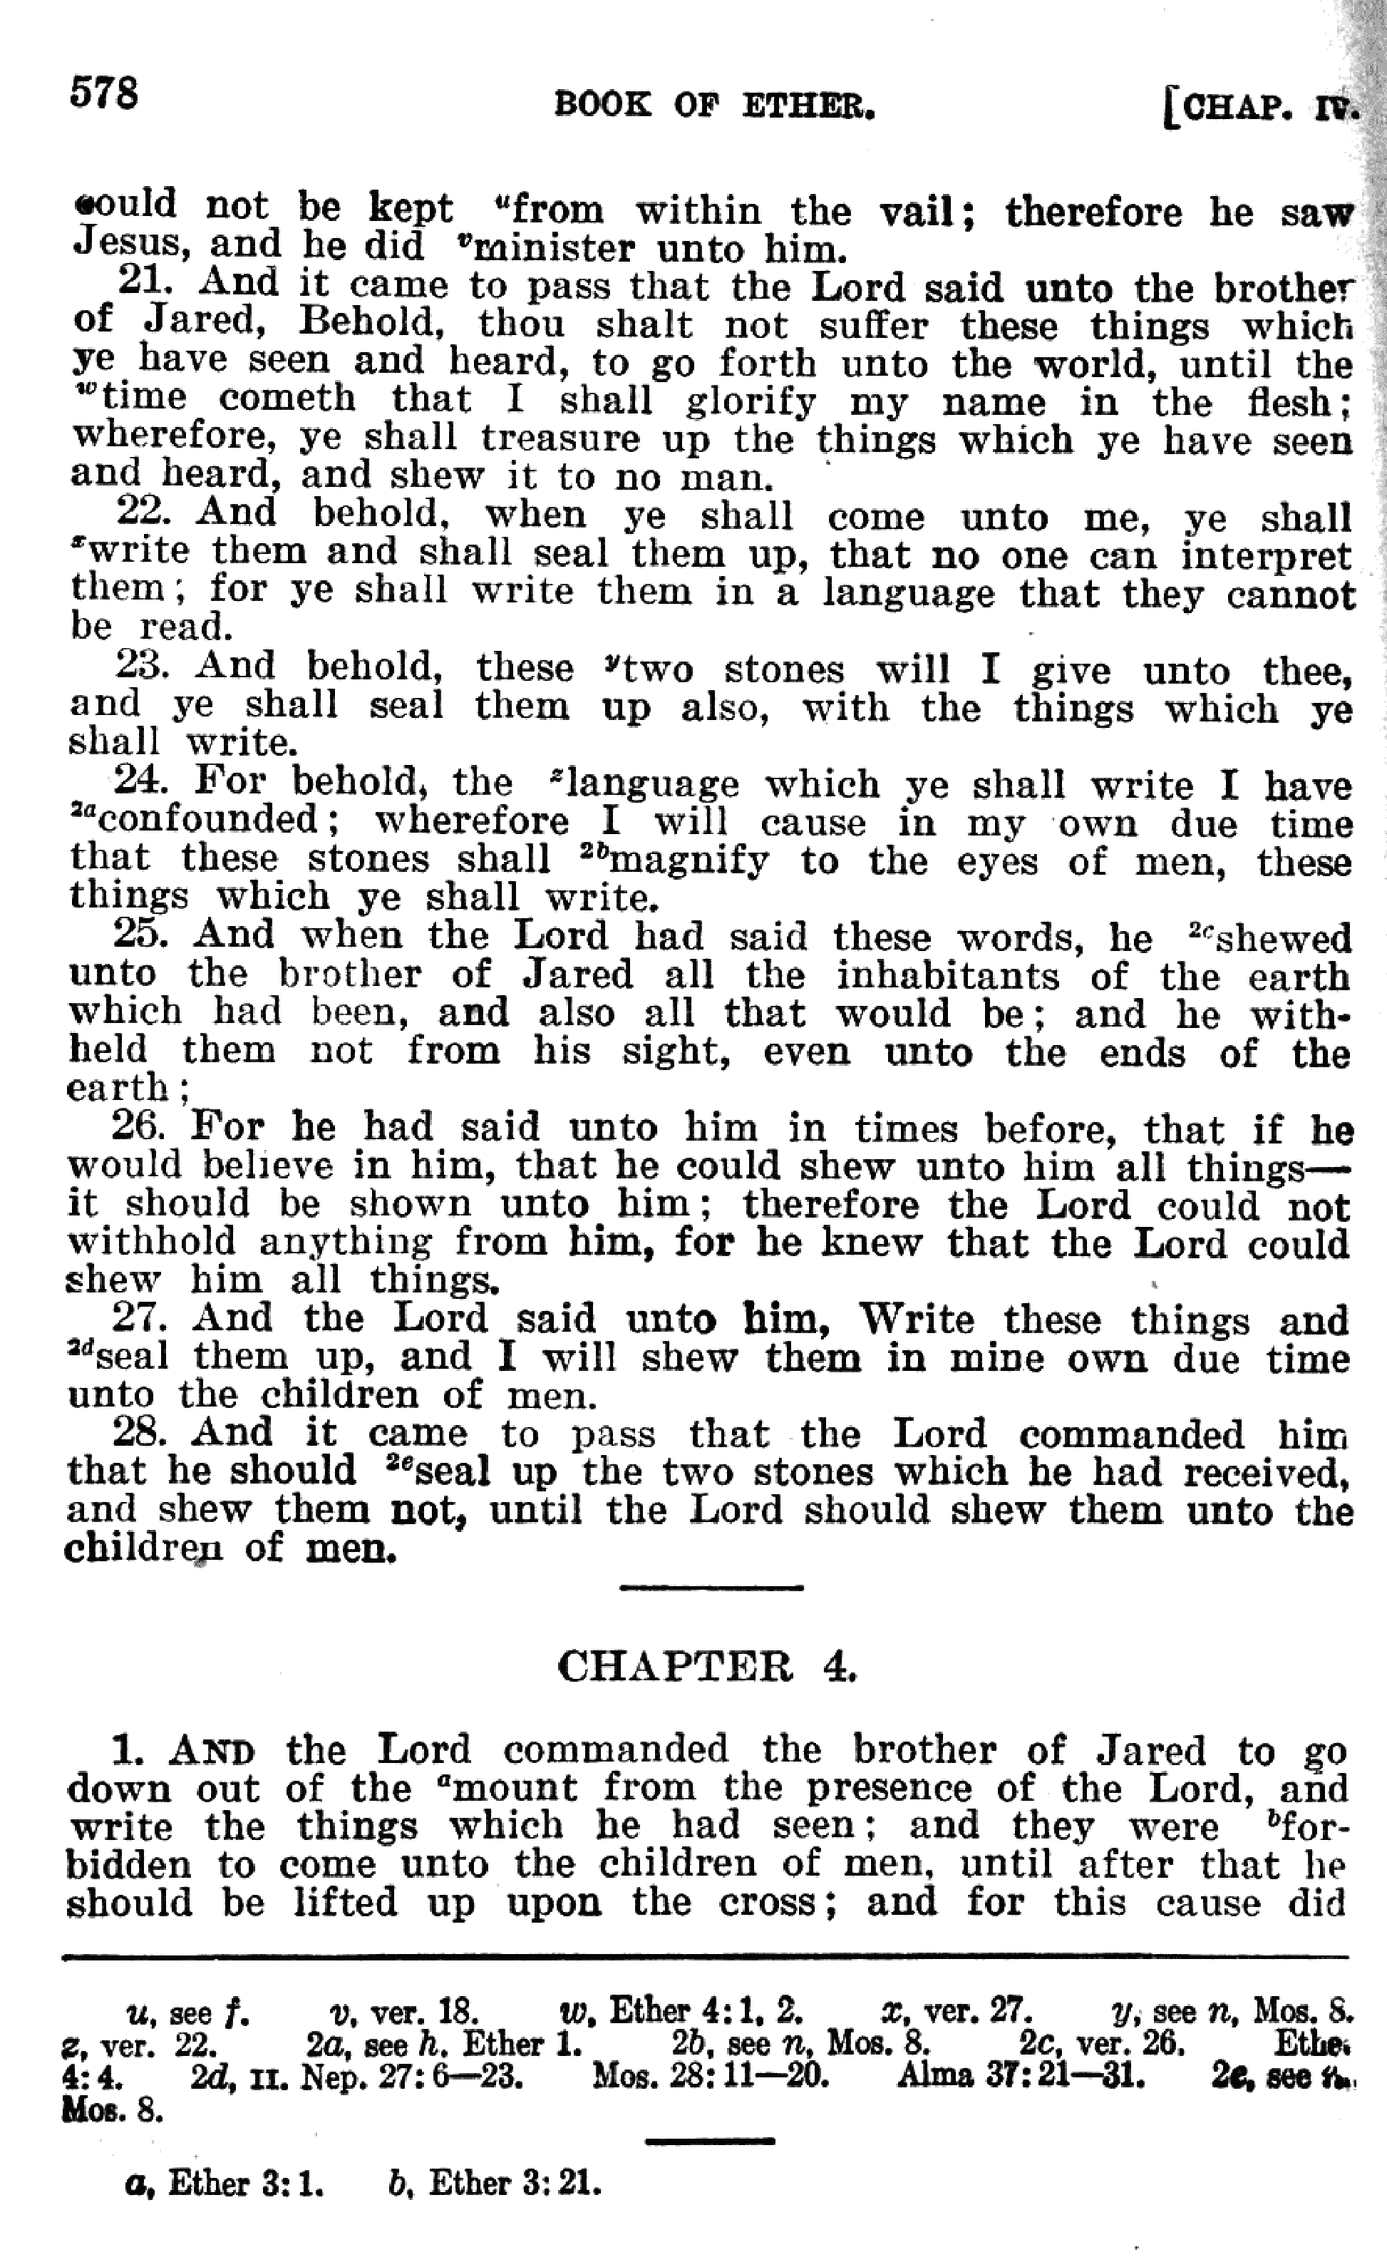 578
BOOK OF ETHER.
[CHAP. IV.
could not be kept ᵘfrom within the vail; therefore he saw
Jesus, and he did ᵛminister unto him.
21. And it came to pass that the Lord said unto the brother
of Jared, Behold, thou shalt not suffer these things which
ye have seen and heard, to go forth unto the world, until the
ʷtime cometh that I shall glorify my name in the flesh;
wherefore, ye shall treasure up the things which ye have seen
and heard, and shew it to no man.
22. And behold, when ye shall come unto me, ye shall
ˣwrite them and shall seal them up, that no one can interpret
them; for ye shall write them in a language that they cannot
be read.
23. And behold, these ʸtwo stones will I give unto thee,
and ye shall seal them up also, with the things which ye
shall write.
24. For behold, the ᶻlanguage which ye shall write I have
²ᵃconfounded; wherefore I will cause in my own due time
that these stones shall ²ᵇmagnify to the eyes of men, these
things which ye shall write.
25. And when the Lord had said these words, he ²ᶜshewed
unto the brother of Jared all the inhabitants of the earth
which had been, and also all that would be; and he with-
held them not from his sight, even unto the ends of the
earth;
26. For he had said unto him in times before, that if he
would believe in him, that he could shew unto him all things—
it should be shown unto him; therefore the Lord could not
withhold anything from him, for he knew that the Lord could
shew him all things.
27. And the Lord said unto him, Write these things and
²ᵈseal them up, and I will shew them in mine own due time
unto the children of men.
28. And it came to pass that the Lord commanded him
that he should ²ᵉseal up the two stones which he had received,
and shew them not, until the Lord should shew them unto the
children of men.
CHAPTER 4.
1. AND the Lord commanded the brother of Jared to go
down out of the ᵃmount from the presence of the Lord, and
write the things which he had seen; and they were ᵇfor-
bidden to come unto the children of men, until after that he
should be lifted up upon the cross; and for this cause did
u, see f. v, ver. 18. w, Ether 4:1, 2. x, ver. 27. y, see n, Mos. 8.
z, ver. 22. 2a, see h, Ether 1. 2b, see n, Mos. 8. 2c, ver. 26. Ether
4:4. 2d, II. Nep. 27:6—23. Mos. 28:11—20. Alma 37:21—31. 2e, see
Mos. 8.
a, Ether 3:1. b, Ether 3:21.